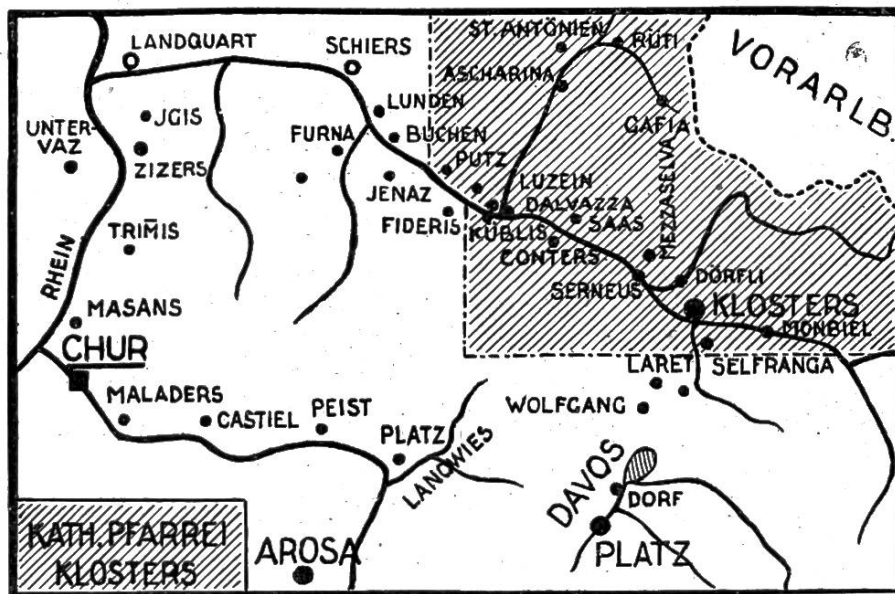 ST. ANTÖNIEN
RÜTI
LANDQUART
SCHIERS
VORARLB.
ASCHARINA
LUNDEN
JGIS
GAFIA
UNTER-
VAZ
FURNA
BUCHEN
ZIZERS
PUTZ
MEZZASELVA
JENAZ
LUZEIN
DALVAZZA
FIDERIS
SAAS
KÜBLIS
TRIMIS
CONTERS
RHEIN
DÖRFLI
SERNEUS
KLOSTERS
MASANS
MONBIEL
CHUR
LARET
SELFRANGA
MALADERS
CASTIEL
PEIST
WOLFGANG
PLATZ
LANGWIES
DAVOS
DORF
PLATZ
AROSA
KATH. PFARREI
KLOSTERS